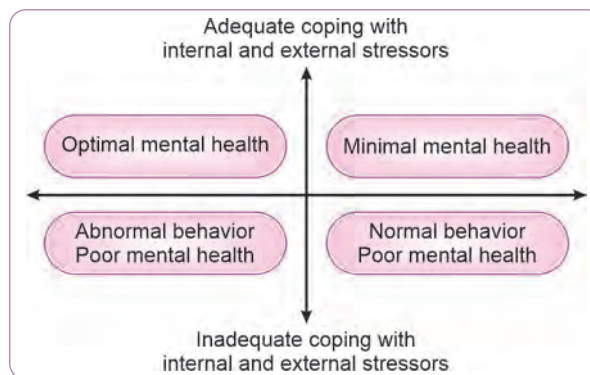 Adequate coping with
internal and external stressors
Optimal mental health
Minimal mental health
Abnormal behavior
Poor mental health
Normal behavior
Poor mental health
Inadequate coping with
internal and external stressors